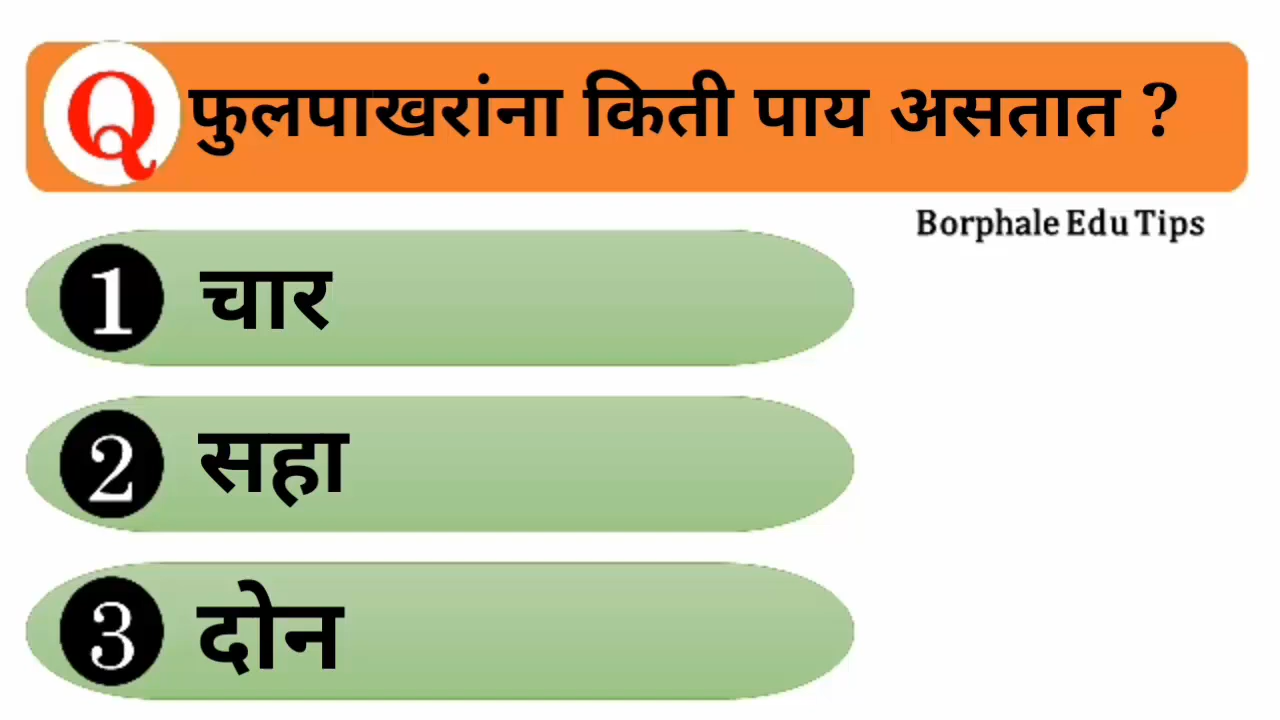 Q फुलपाखरांना किती पाय असतात ?
Borphale Edu Tips
1 चार
2 सहा
3 दोन